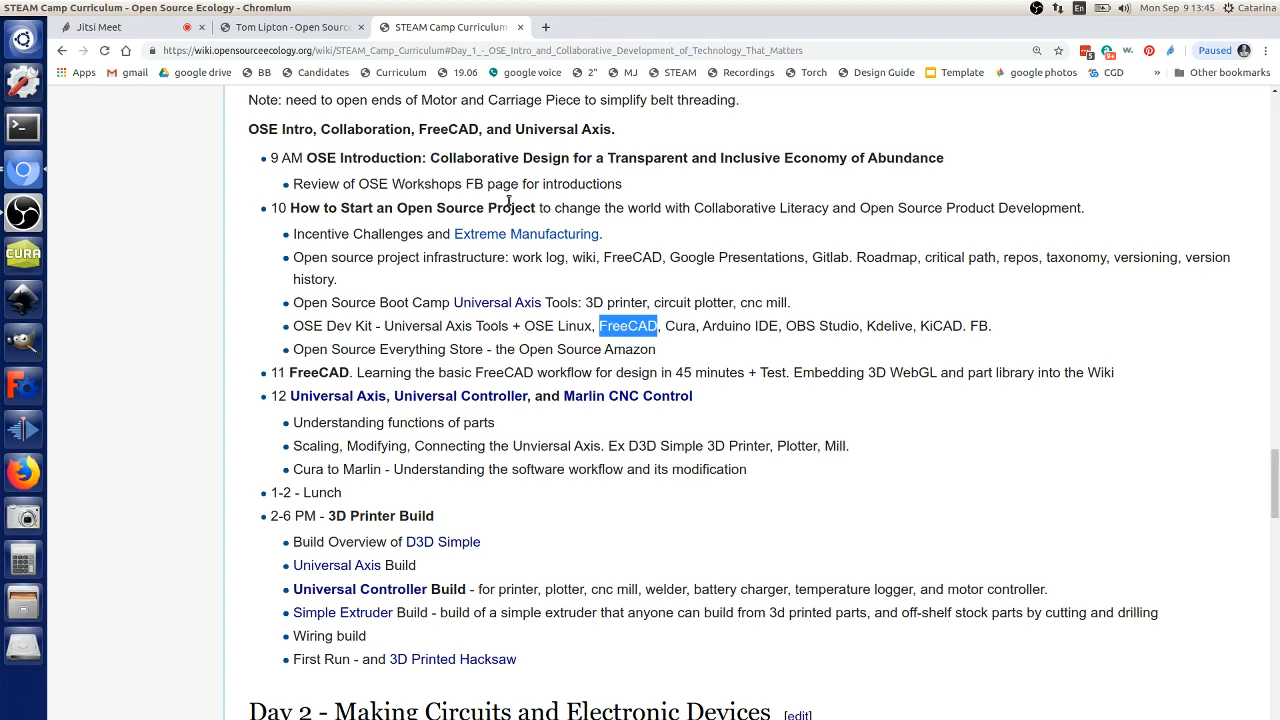 STEAM Camp Curriculum - Open Source Ecology - Chromium
En
Mon Sep 9 13:45
Catarina
Jitsi Meet
Tom Lipton - Open Source
STEAM Camp Curriculum
https://wiki.opensourceecology.org/wiki/STEAM_Camp_Curriculum#Day_1_-_OSE_Intro_and_Collaborative_Development_of_Technology_That_Matters
Paused
Apps
gmail
google drive
BB
Candidates
Curriculum
19.06
google voice
2"
MJ
STEAM
Recordings
Torch
Design Guide
Template
google photos
CGD
»
Other bookmarks
Note: need to open ends of Motor and Carriage Piece to simplify belt threading.
OSE Intro, Collaboration, FreeCAD, and Universal Axis.
9 AM OSE Introduction: Collaborative Design for a Transparent and Inclusive Economy of Abundance
Review of OSE Workshops FB page for introductions
10 How to Start an Open Source Project to change the world with Collaborative Literacy and Open Source Product Development.
Incentive Challenges and Extreme Manufacturing.
Open source project infrastructure: work log, wiki, FreeCAD, Google Presentations, Gitlab. Roadmap, critical path, repos, taxonomy, versioning, version
history.
Open Source Boot Camp Universal Axis Tools: 3D printer, circuit plotter, cnc mill.
OSE Dev Kit - Universal Axis Tools + OSE Linux, FreeCAD, Cura, Arduino IDE, OBS Studio, Kdelive, KiCAD. FB.
Open Source Everything Store - the Open Source Amazon
11 FreeCAD. Learning the basic FreeCAD workflow for design in 45 minutes + Test. Embedding 3D WebGL and part library into the Wiki
12 Universal Axis, Universal Controller, and Marlin CNC Control
Understanding functions of parts
Scaling, Modifying, Connecting the Unviersal Axis. Ex D3D Simple 3D Printer, Plotter, Mill.
Cura to Marlin - Understanding the software workflow and its modification
1-2 - Lunch
2-6 PM - 3D Printer Build
Build Overview of D3D Simple
Universal Axis Build
Universal Controller Build - for printer, plotter, cnc mill, welder, battery charger, temperature logger, and motor controller.
Simple Extruder Build - build of a simple extruder that anyone can build from 3d printed parts, and off-shelf stock parts by cutting and drilling
Wiring build
First Run - and 3D Printed Hacksaw
Day 2 - Making Circuits and Electronic Devices [edit]
CURA